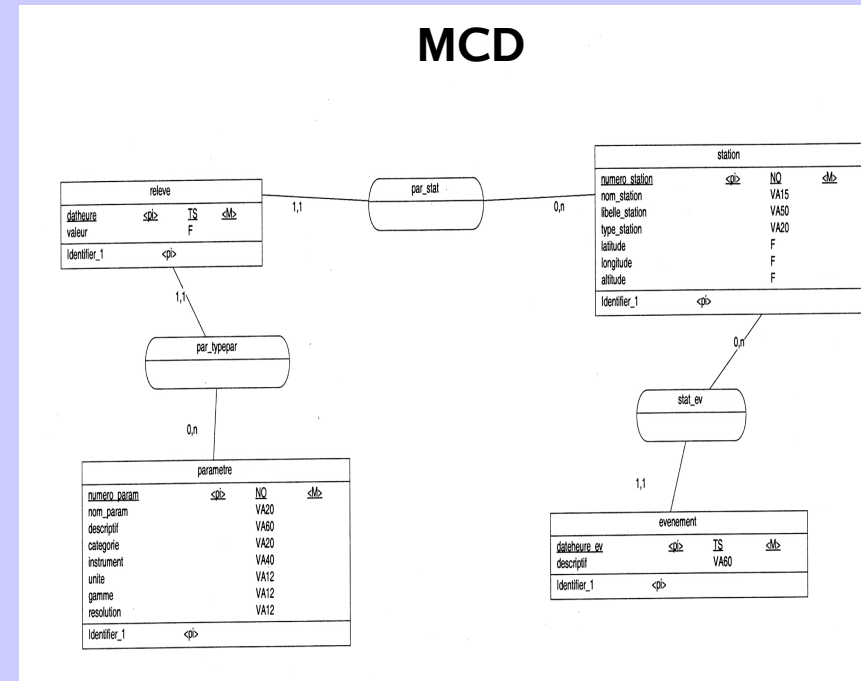 MCD
station
numero_station <pi> NO <M>
nom_station VA15
libelle_station VA50
type_station VA20
latitude F
longitude F
altitude F
Identifier_1 <pi>
releve
datheure <pi> TS <M>
valeur F
Identifier_1 <pi>
par_stat
1,1
0,n
1,1
par_typepar
0,n
0,n
stat_ev
1,1
parametre
numero_param <pi> NO <M>
nom_param VA20
descriptif VA60
categorie VA20
instrument VA40
unite VA12
gamme VA12
resolution VA12
Identifier_1 <pi>
evenement
dateheure_ev <pi> TS <M>
descriptif VA60
Identifier_1 <pi>